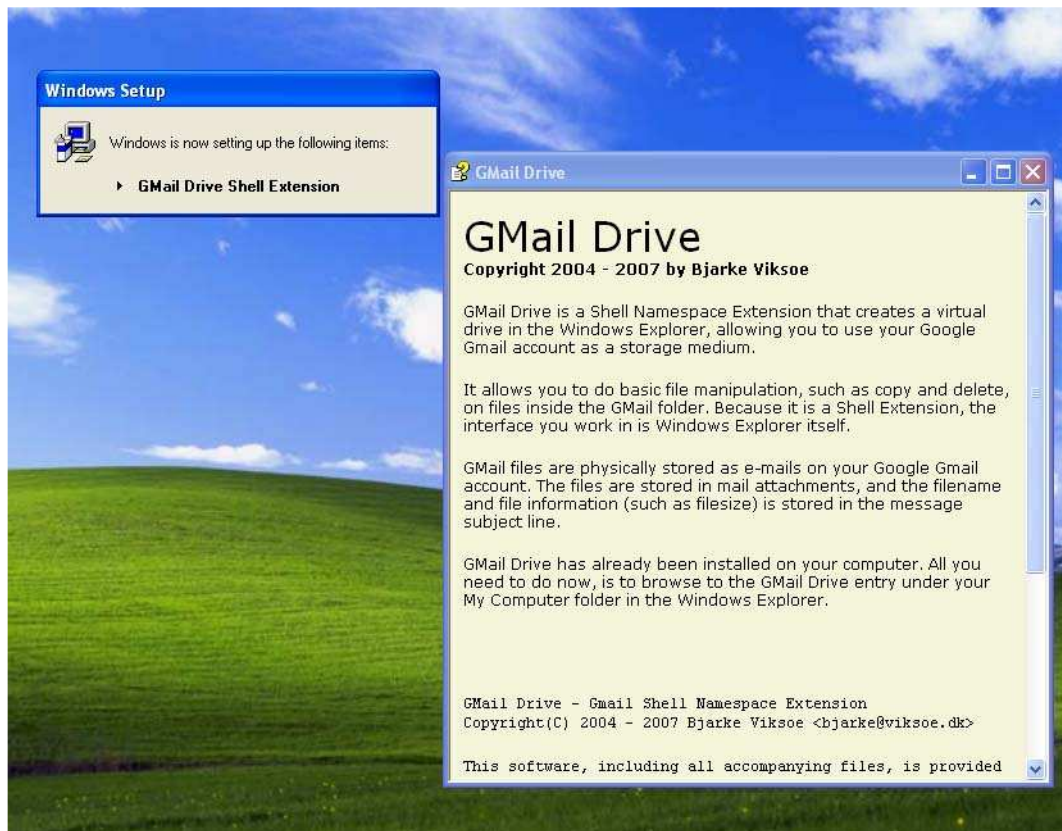 Windows Setup
Windows is now setting up the following items:
GMail Drive Shell Extension
GMail Drive
GMail Drive
Copyright 2004 - 2007 by Bjarke Viksoe
GMail Drive is a Shell Namespace Extension that creates a virtual
drive in the Windows Explorer, allowing you to use your Google
Gmail account as a storage medium.
It allows you to do basic file manipulation, such as copy and delete,
on files inside the GMail folder. Because it is a Shell Extension, the
interface you work in is Windows Explorer itself.
GMail files are physically stored as e-mails on your Google Gmail
account. The files are stored in mail attachments, and the filename
and file information (such as filesize) is stored in the message
subject line.
GMail Drive has already been installed on your computer. All you
need to do now, is to browse to the GMail Drive entry under your
My Computer folder in the Windows Explorer.
GMail Drive - Gmail Shell Namespace Extension
Copyright(C) 2004 - 2007 Bjarke Viksoe <bjarke@viksoe.dk>
This software, including all accompanying files, is provided